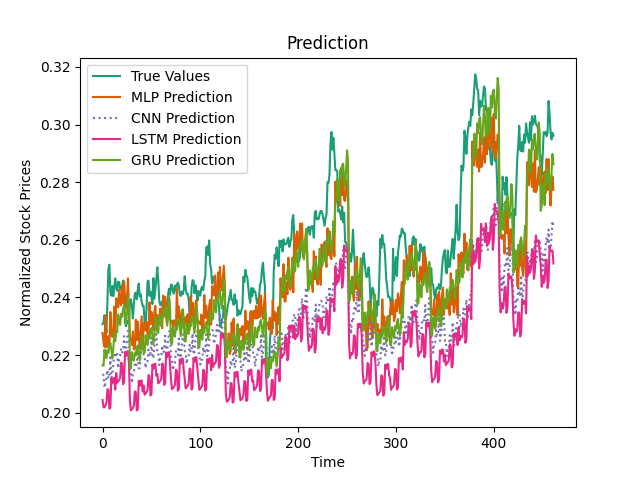 Prediction
0.32
0.30
0.28
0.26
0.24
0.22
0.20
Normalized Stock Prices
True Values
MLP Prediction
CNN Prediction
LSTM Prediction
GRU Prediction
0 100 200 300 400
Time